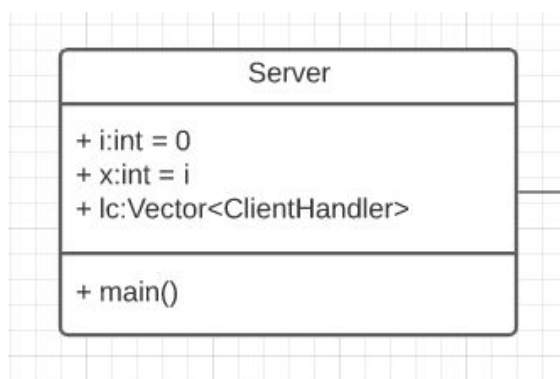 Server
+ i:int = 0
+ x:int = i
+ lc:Vector<ClientHandler>
+ main()